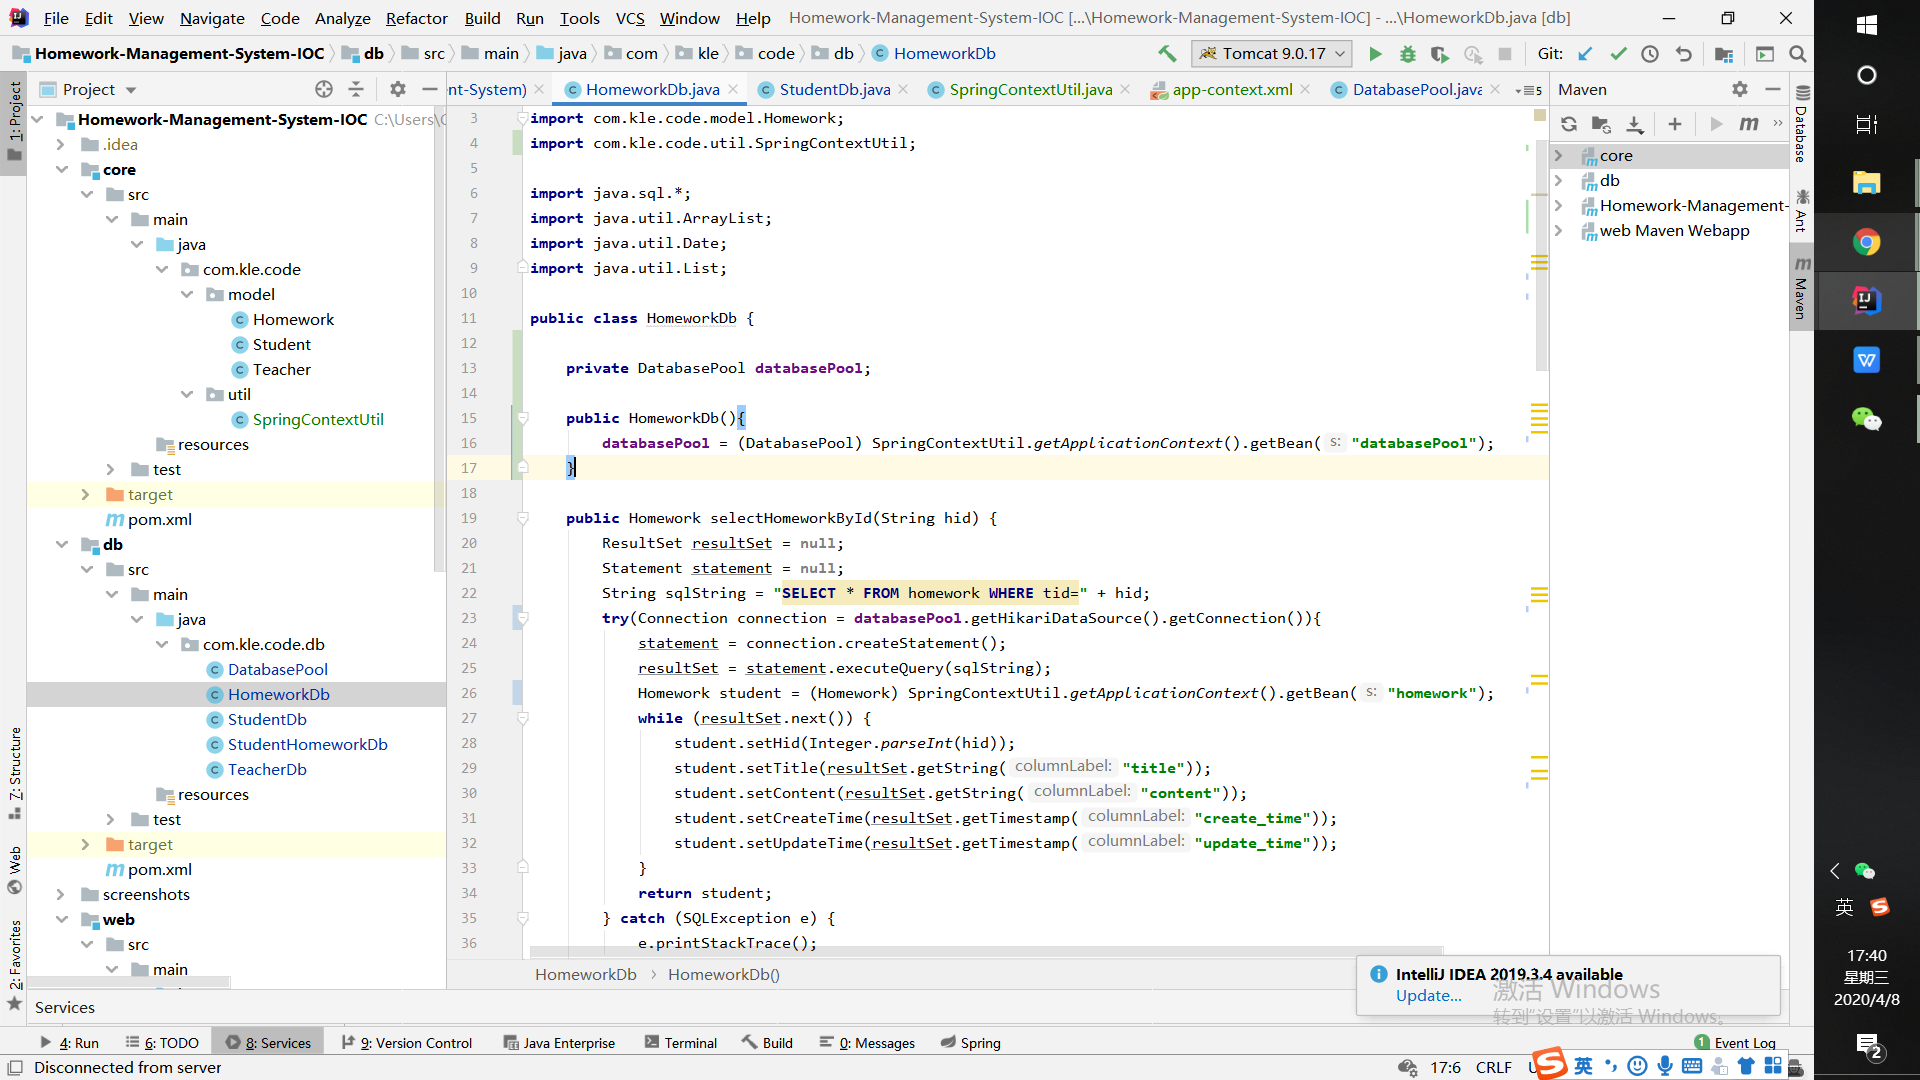 File Edit View Navigate Code Analyze Refactor Build Run Tools VCS Window Help Homework-Management-System-IOC [...\Homework-Management-System-IOC] - ...\HomeworkDb.java [db]
Homework-Management-System-IOC db src main java com kle code db HomeworkDb Tomcat 9.0.17 Git:
1: Project
Project
nt-System) HomeworkDb.java StudentDb.java SpringContextUtil.java app-context.xml DatabasePool.java 5
Maven
Homework-Management-System-IOC C:\Users\
.idea
core
src
main
java
com.kle.code
model
Homework
Student
Teacher
util
SpringContextUtil
resources
test
target
pom.xml
db
src
main
java
com.kle.code.db
DatabasePool
HomeworkDb
StudentDb
StudentHomeworkDb
TeacherDb
resources
test
target
pom.xml
screenshots
web
src
main
3 import com.kle.code.model.Homework;
4 import com.kle.code.util.SpringContextUtil;
5
6 import java.sql.*;
7 import java.util.ArrayList;
8 import java.util.Date;
9 import java.util.List;
10
11 public class HomeworkDb {
12
13 private DatabasePool databasePool;
14
15 public HomeworkDb(){
16 databasePool = (DatabasePool) SpringContextUtil.getApplicationContext().getBean( s: "databasePool");
17 }
18
19 public Homework selectHomeworkById(String hid) {
20 ResultSet resultSet = null;
21 Statement statement = null;
22 String sqlString = "SELECT * FROM homework WHERE tid=" + hid;
23 try(Connection connection = databasePool.getHikariDataSource().getConnection()){
24 statement = connection.createStatement();
25 resultSet = statement.executeQuery(sqlString);
26 Homework student = (Homework) SpringContextUtil.getApplicationContext().getBean( s: "homework");
27 while (resultSet.next()) {
28 student.setHid(Integer.parseInt(hid));
29 student.setTitle(resultSet.getString( columnLabel: "title"));
30 student.setContent(resultSet.getString( columnLabel: "content"));
31 student.setCreateTime(resultSet.getTimestamp( columnLabel: "create_time"));
32 student.setUpdateTime(resultSet.getTimestamp( columnLabel: "update_time"));
33 }
34 return student;
35 } catch (SQLException e) {
36 e.printStackTrace();
HomeworkDb HomeworkDb()
core
db
Homework-Management-
web Maven Webapp
Database
Ant
Maven
Z: Structure
Web
2: Favorites
IntelliJ IDEA 2019.3.4 available
Update...
激活 Windows
转到"设置"以激活 Windows。
Services
4: Run 6: TODO 8: Services 9: Version Control Java Enterprise Terminal Build 0: Messages Spring 1 Event Log
Disconnected from server 17:6 CRLF
英
英
17:40
星期三
2020/4/8
2